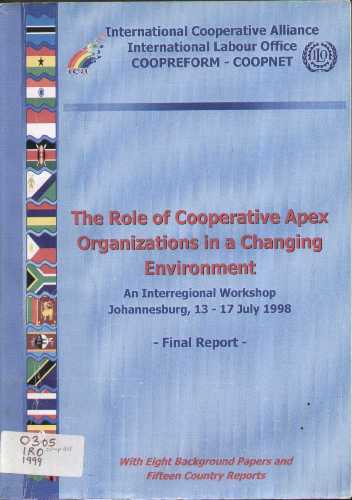 International Cooperative Alliance
International Labour Office
COOPREFORM - COOPNET
ica
The Role of Cooperative Apex
Organizations in a Changing
Environment
An Interregional Workshop
Johannesburg, 13 - 17 July 1998
- Final Report -
0305
IRO
1999
With Eight Background Papers and
Fifteen Country Reports